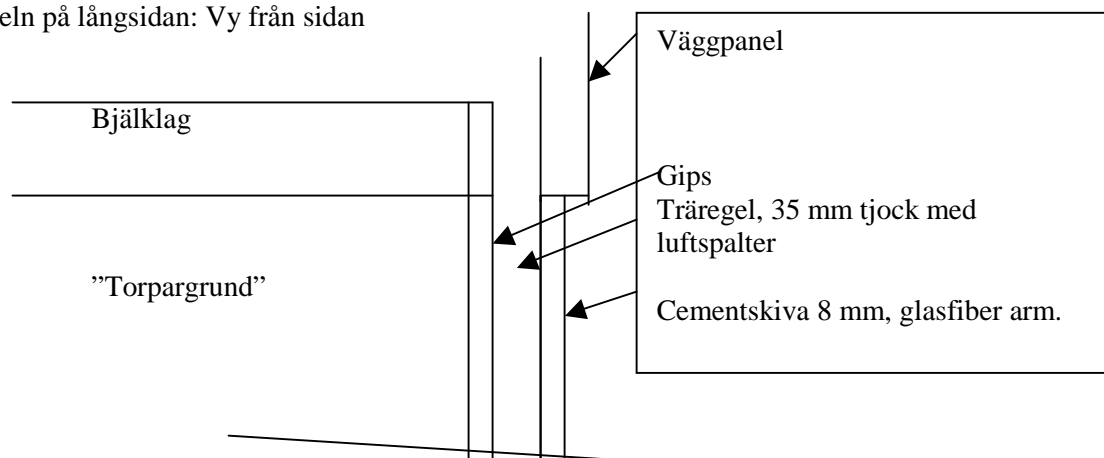 eln på långsidan: Vy från sidan
Väggpanel
Bjälklag
Gips
Träregel, 35 mm tjock med
luftspalter
”Torpargrund”
Cementskiva 8 mm, glasfiber arm.